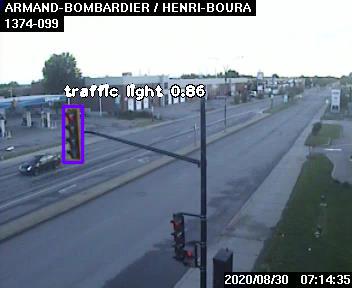 ARMAND-BOMBARDIER / HENRI-BOURA
1374-099
traffic light 0.86
2020/08/30 07:14:35